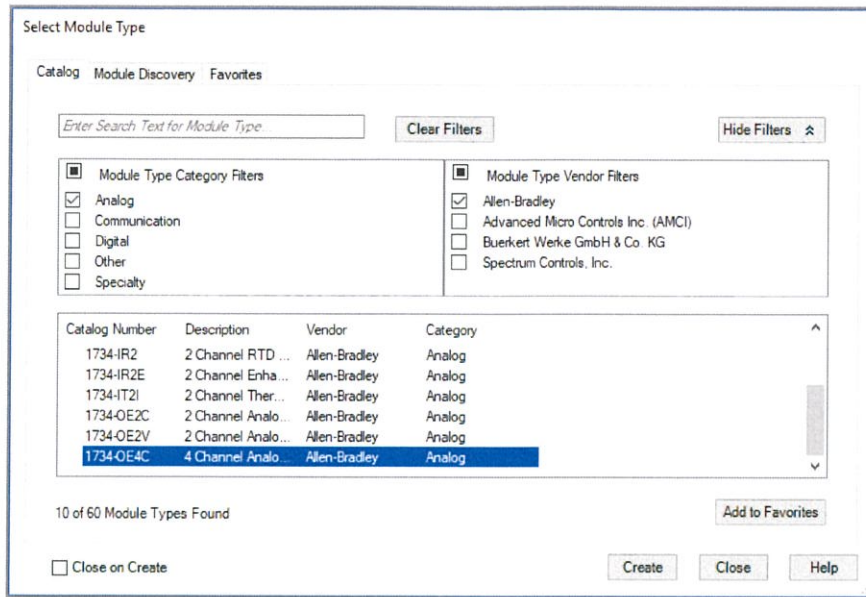 Select Module Type
Catalog Module Discovery Favorites
Enter Search Text for Module Type...
Clear Filters
Hide Filters
Module Type Category Filters
Analog
Communication
Digital
Other
Specialty
Module Type Vendor Filters
Allen-Bradley
Advanced Micro Controls Inc. (AMCI)
Buerkert Werke GmbH & Co. KG
Spectrum Controls, Inc.
Catalog Number Description Vendor Category
1734-IR2 2 Channel RTD ... Allen-Bradley Analog
1734-IR2E 2 Channel Enha... Allen-Bradley Analog
1734-IT2I 2 Channel Ther... Allen-Bradley Analog
1734-OE2C 2 Channel Analo... Allen-Bradley Analog
1734-OE2V 2 Channel Analo... Allen-Bradley Analog
1734-OE4C 4 Channel Analo... Allen-Bradley Analog
10 of 60 Module Types Found
Add to Favorites
Close on Create
Create Close Help